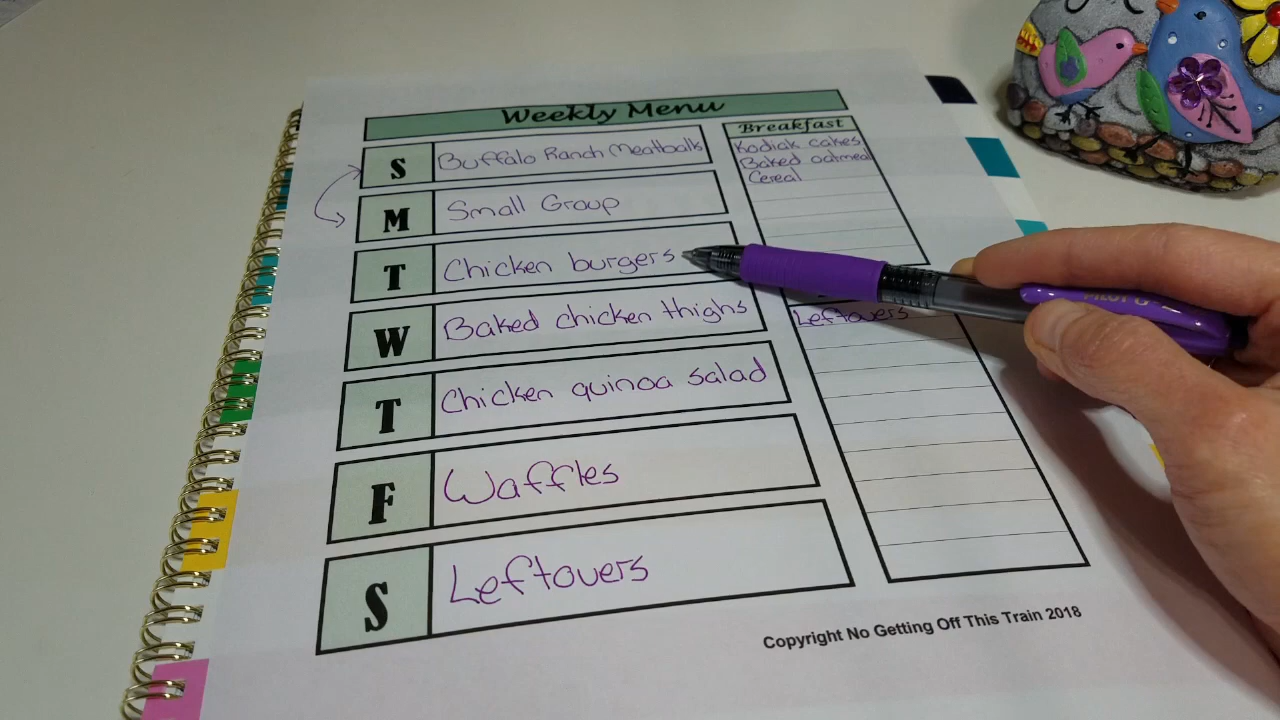 Weekly Menu
S Buffalo Ranch Meatballs
M Small Group
T Chicken burgers
W Baked chicken thighs
T Chicken quinoa salad
F Waffles
S Leftovers
Breakfast
Kodiak cakes
Baked oatmeal
Cereal
Leftovers
PILOT G
Copyright No Getting Off This Train 2018